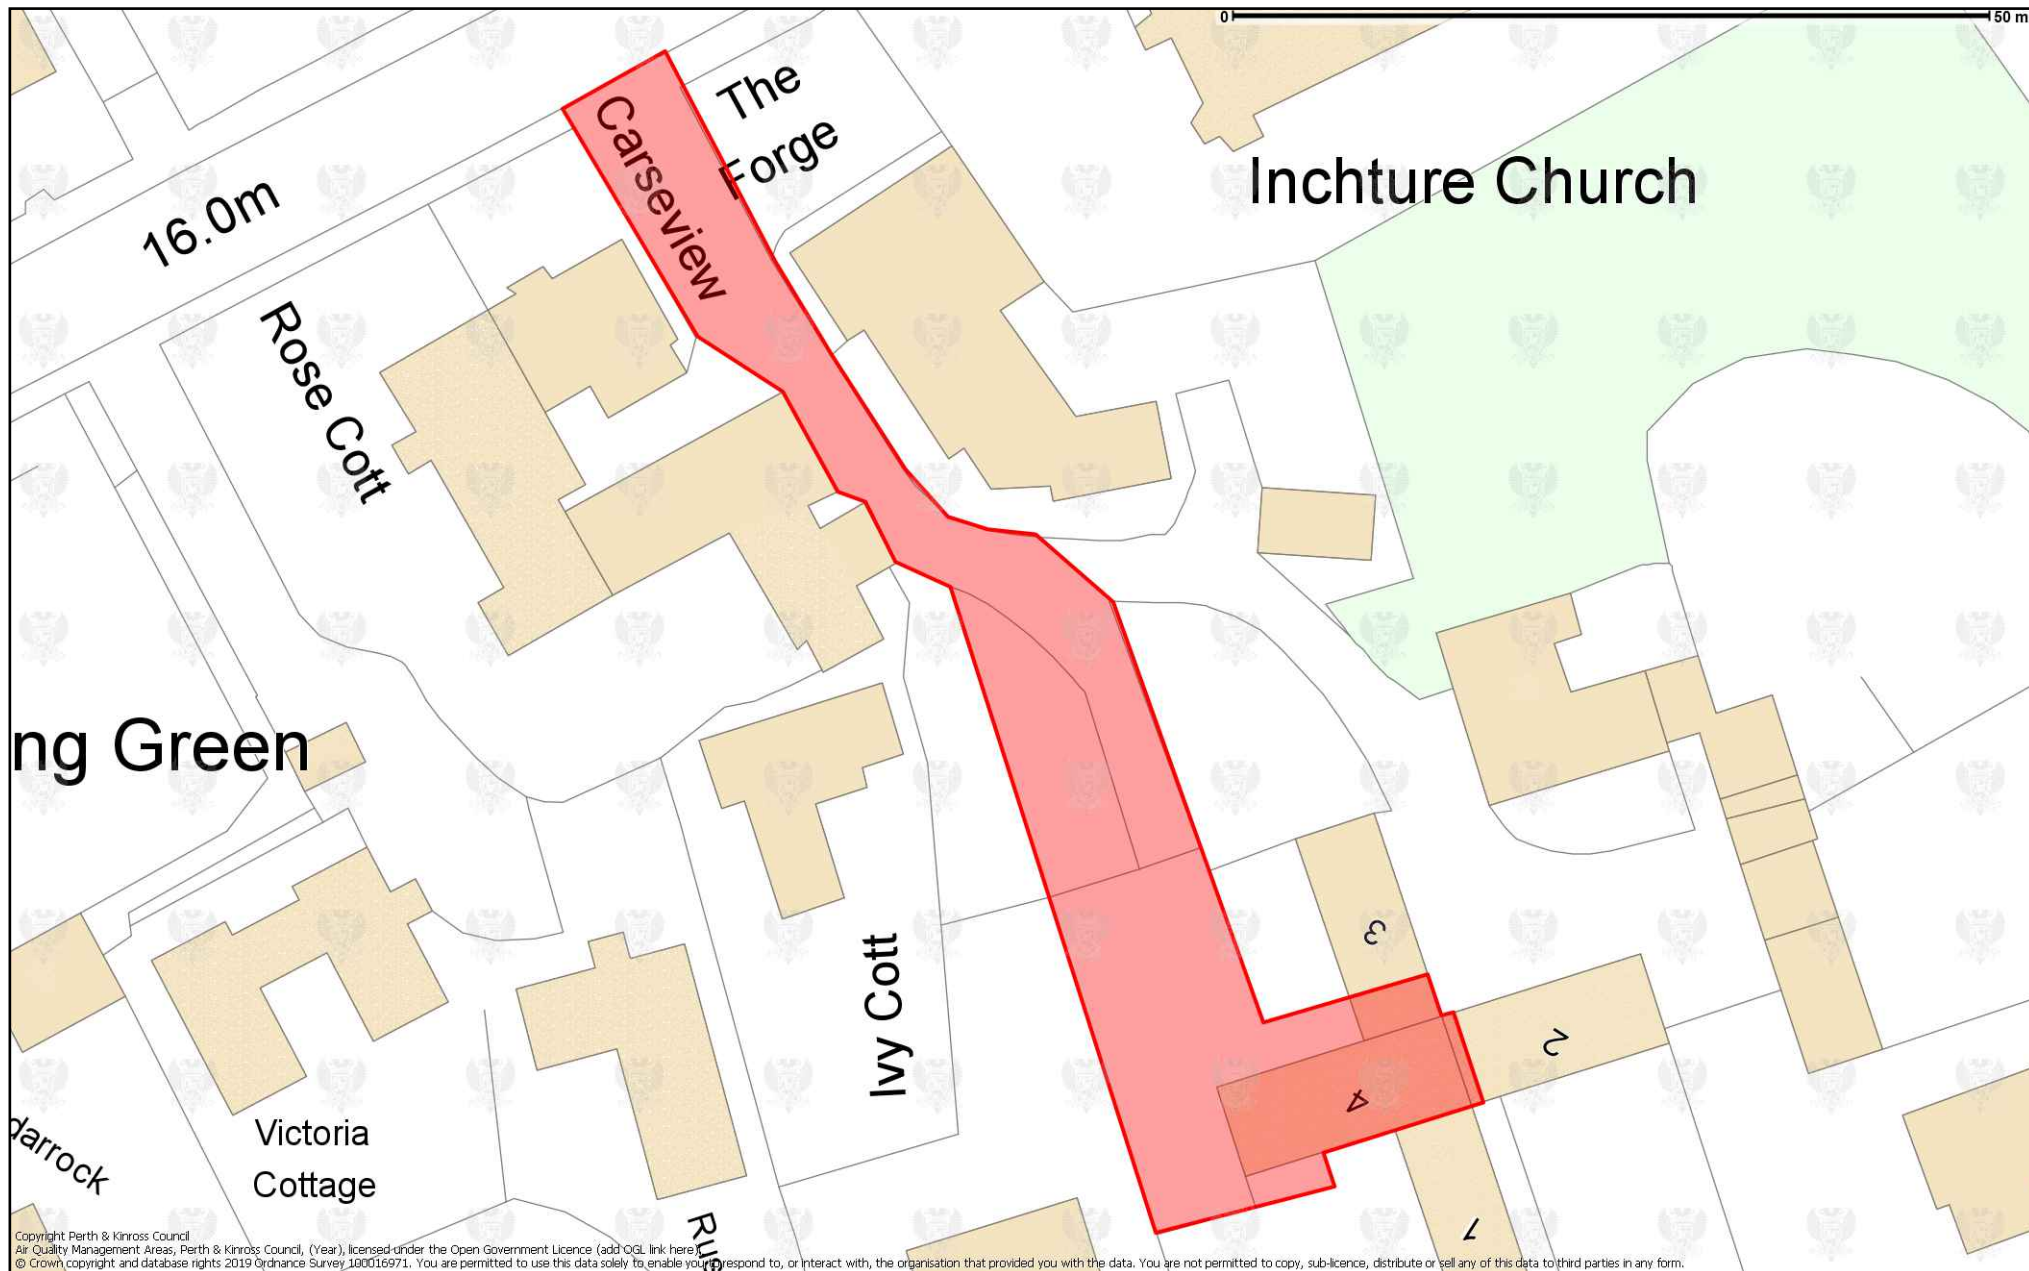 0 50 m
The
Forge
Carseview
Inchture Church
16.0m
Rose Cott
ng Green
3
Ivy Cott
2
4
Victoria
Cottage
darrock
1
Rus
Copyright Perth & Kinross Council
Air Quality Management Areas, Perth & Kinross Council, (Year), licensed under the Open Government Licence (add OGL link here).
© Crown copyright and database rights 2019 Ordnance Survey 100016971. You are permitted to use this data solely to enable you to respond to, or interact with, the organisation that provided you with the data. You are not permitted to copy, sub-licence, distribute or sell any of this data to third parties in any form.